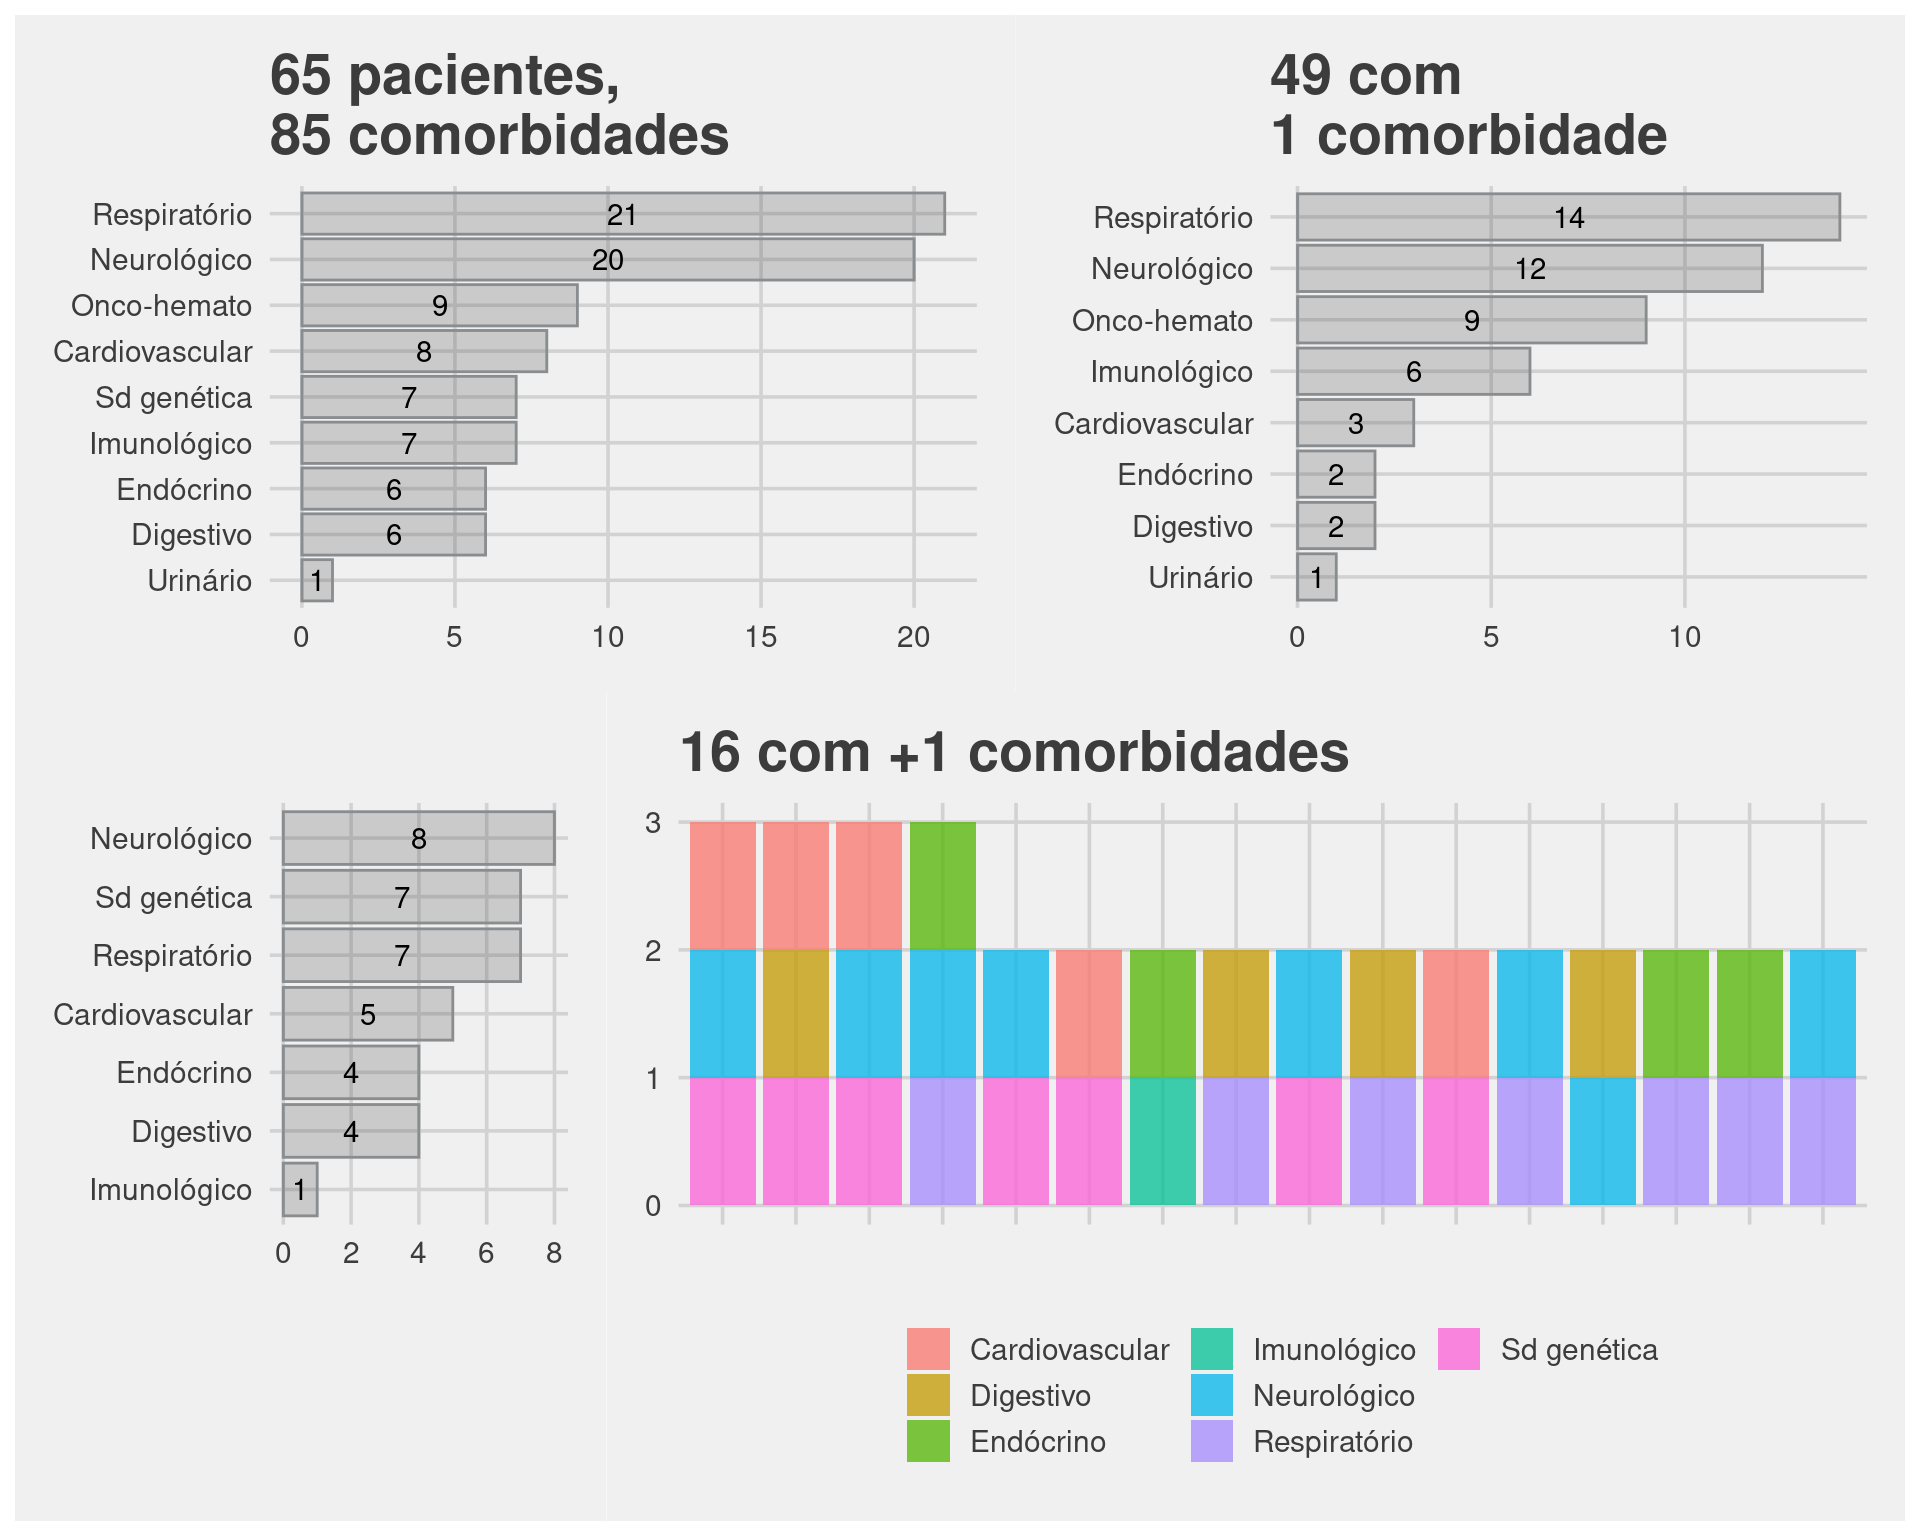 65 pacientes,
85 comorbidades
Respiratório 21
Neurológico 20
Onco-hemato 9
Cardiovascular 8
Sd genética 7
Imunológico 7
Endócrino 6
Digestivo 6
Urinário 1
0 5 10 15 20
49 com
1 comorbidade
Respiratório 14
Neurológico 12
Onco-hemato 9
Imunológico 6
Cardiovascular 3
Endócrino 2
Digestivo 2
Urinário 1
0 5 10
Neurológico 8
Sd genética 7
Respiratório 7
Cardiovascular 5
Endócrino 4
Digestivo 4
Imunológico 1
0 2 4 6 8
16 com +1 comorbidades
3
2
1
0
Cardiovascular Imunológico Sd genética
Digestivo Neurológico
Endócrino Respiratório